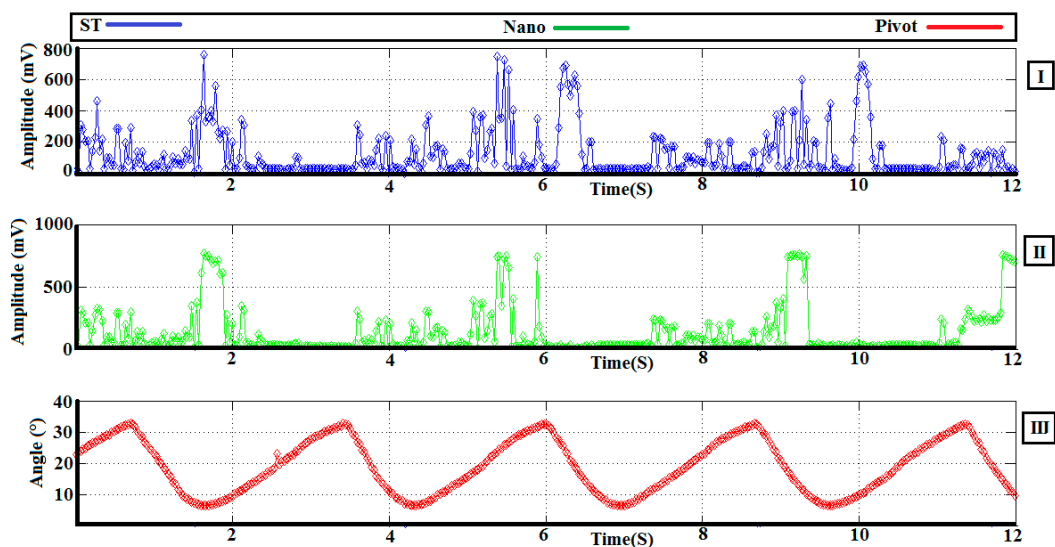 ST Nano Pivot
800
600
400
200
0
Amplitude (mV)
I
2 4 6 8 10 12
Time(S)
1000
500
0
Amplitude (mV)
II
2 4 6 8 10 12
Time(S)
40
30
20
10
Angle (°)
III
2 4 6 8 10 12
Time(S)